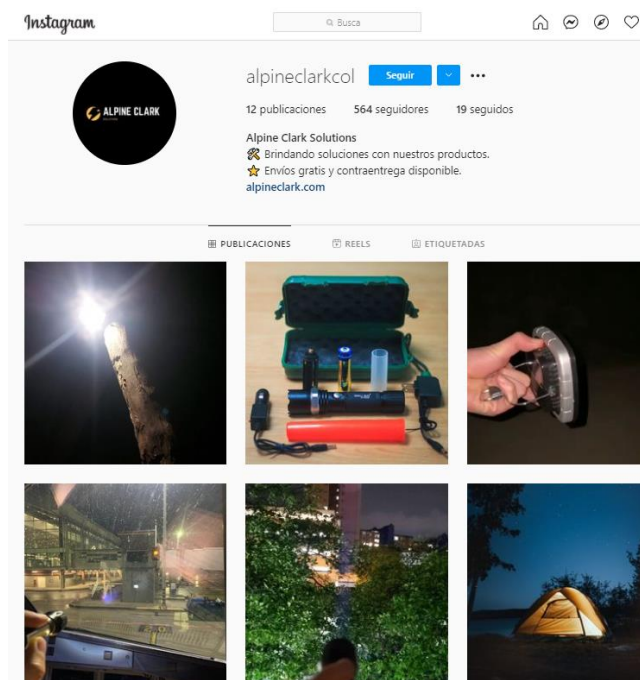 Instagram
Busca
alpineclarkcol
Seguir
12 publicaciones 564 seguidores 19 seguidos
Alpine Clark Solutions
Brindando soluciones con nuestros productos.
Envíos gratis y contraentrega disponible.
alpineclark.com
ALPINE CLARK
PUBLICACIONES REELS ETIQUETADAS